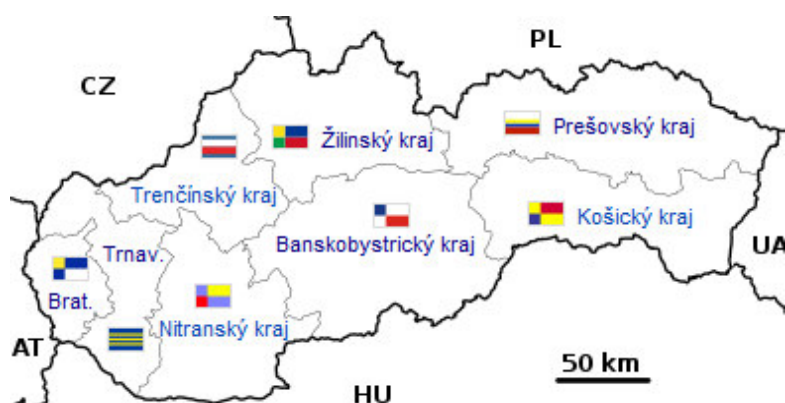 PL
CZ
Žilinský kraj
Prešovský kraj
Trenčínský kraj
Košický kraj
Trnav.
Banskobystrický kraj
UA
Brat.
Nitranský kraj
AT
50 km
HU